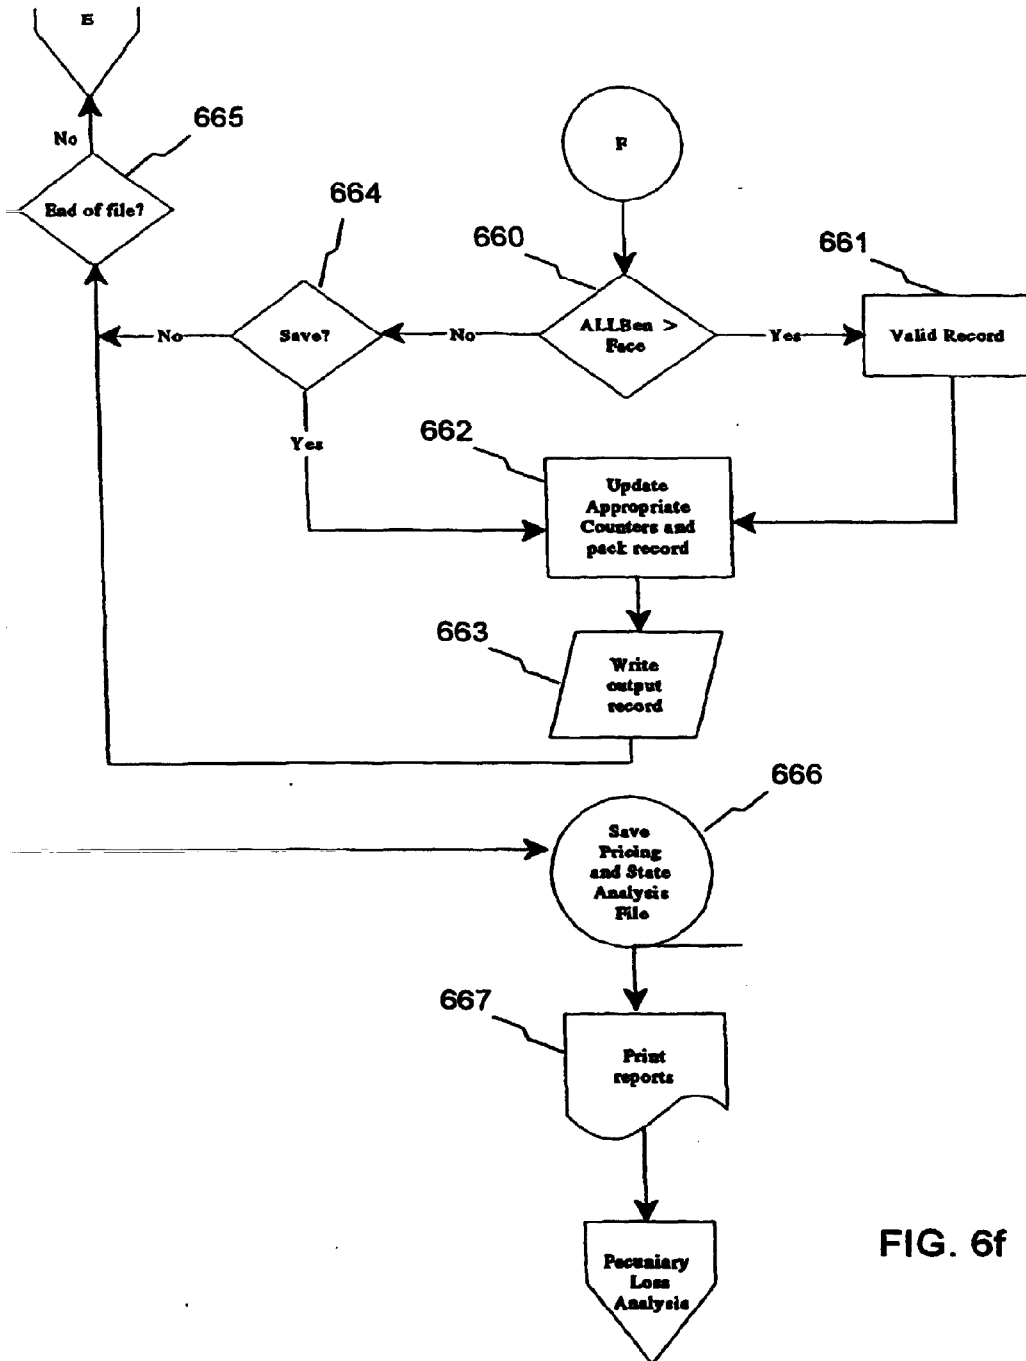 E
No
665
End of file?
664
F
660
661
No
Save?
No
ALLBen >
Face
Yes
Valid Record
Yes
662
Update
Appropriate
Counters and
pack record
663
Write
output
record
666
Save
Pricing
and State
Analysis
File
667
Print
reports
Pecuniary
Loss
Analysis
FIG. 6f